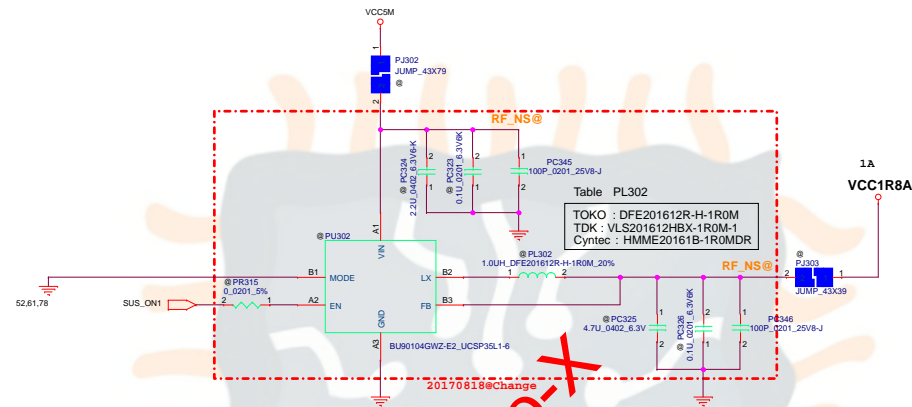 VCC5M
1
PJ302
JUMP_43X79
@
2
RF_NS@
@ PC324
2.2U_0402_6.3V6-K
2
1
@ PC323
0.1U_0201_6.3V6K
2
1
1
2
PC345
100P_0201_25V8-J
Table PL302
TOKO : DFE201612R-H-1R0M
TDK : VLS201612HBX-1R0M-1
Cyntec : HMME20161B-1R0MDR
1A
VCC1R8A
@ PU302
A1
VIN
B1
MODE
LX
B2
@ PL302
1.0UH_DFE201612R-H-1R0M_20%
1
2
RF_NS@
@
PJ303
2
1
JUMP_43X39
52,61,78
SUS_ON1
@ PR315
0_0201_5%
2
1
A2
EN
FB
B3
GND
A3
BU90104GWZ-E2_UCSP35L1-6
@ PC325
4.7U_0402_6.3V
1
2
@ PC326
0.1U_0201_6.3V6K
1
2
1
2
PC346
100P_0201_25V8-J
20170818@Change